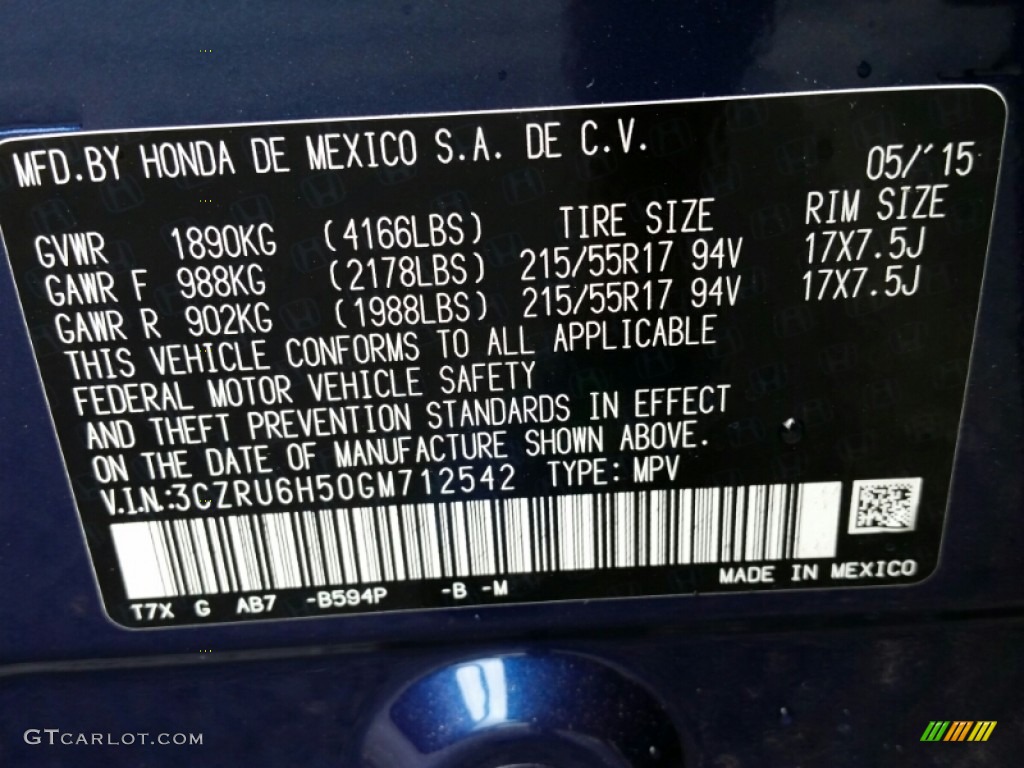 MFD.BY HONDA DE MEXICO S.A. DE C.V.
05/'15
TIRE SIZE RIM SIZE
GVWR 1890KG (4166LBS)
GAWR F 988KG (2178LBS) 215/55R17 94V 17X7.5J
GAWR R 902KG (1988LBS) 215/55R17 94V 17X7.5J
THIS VEHICLE CONFORMS TO ALL APPLICABLE
FEDERAL MOTOR VEHICLE SAFETY
AND THEFT PREVENTION STANDARDS IN EFFECT
ON THE DATE OF MANUFACTURE SHOWN ABOVE.
V.I.N.:3CZRU6H50GM712542 TYPE: MPV
MADE IN MEXICO
T7X G AB7 -B594P -B -M
GTCARLOT.COM